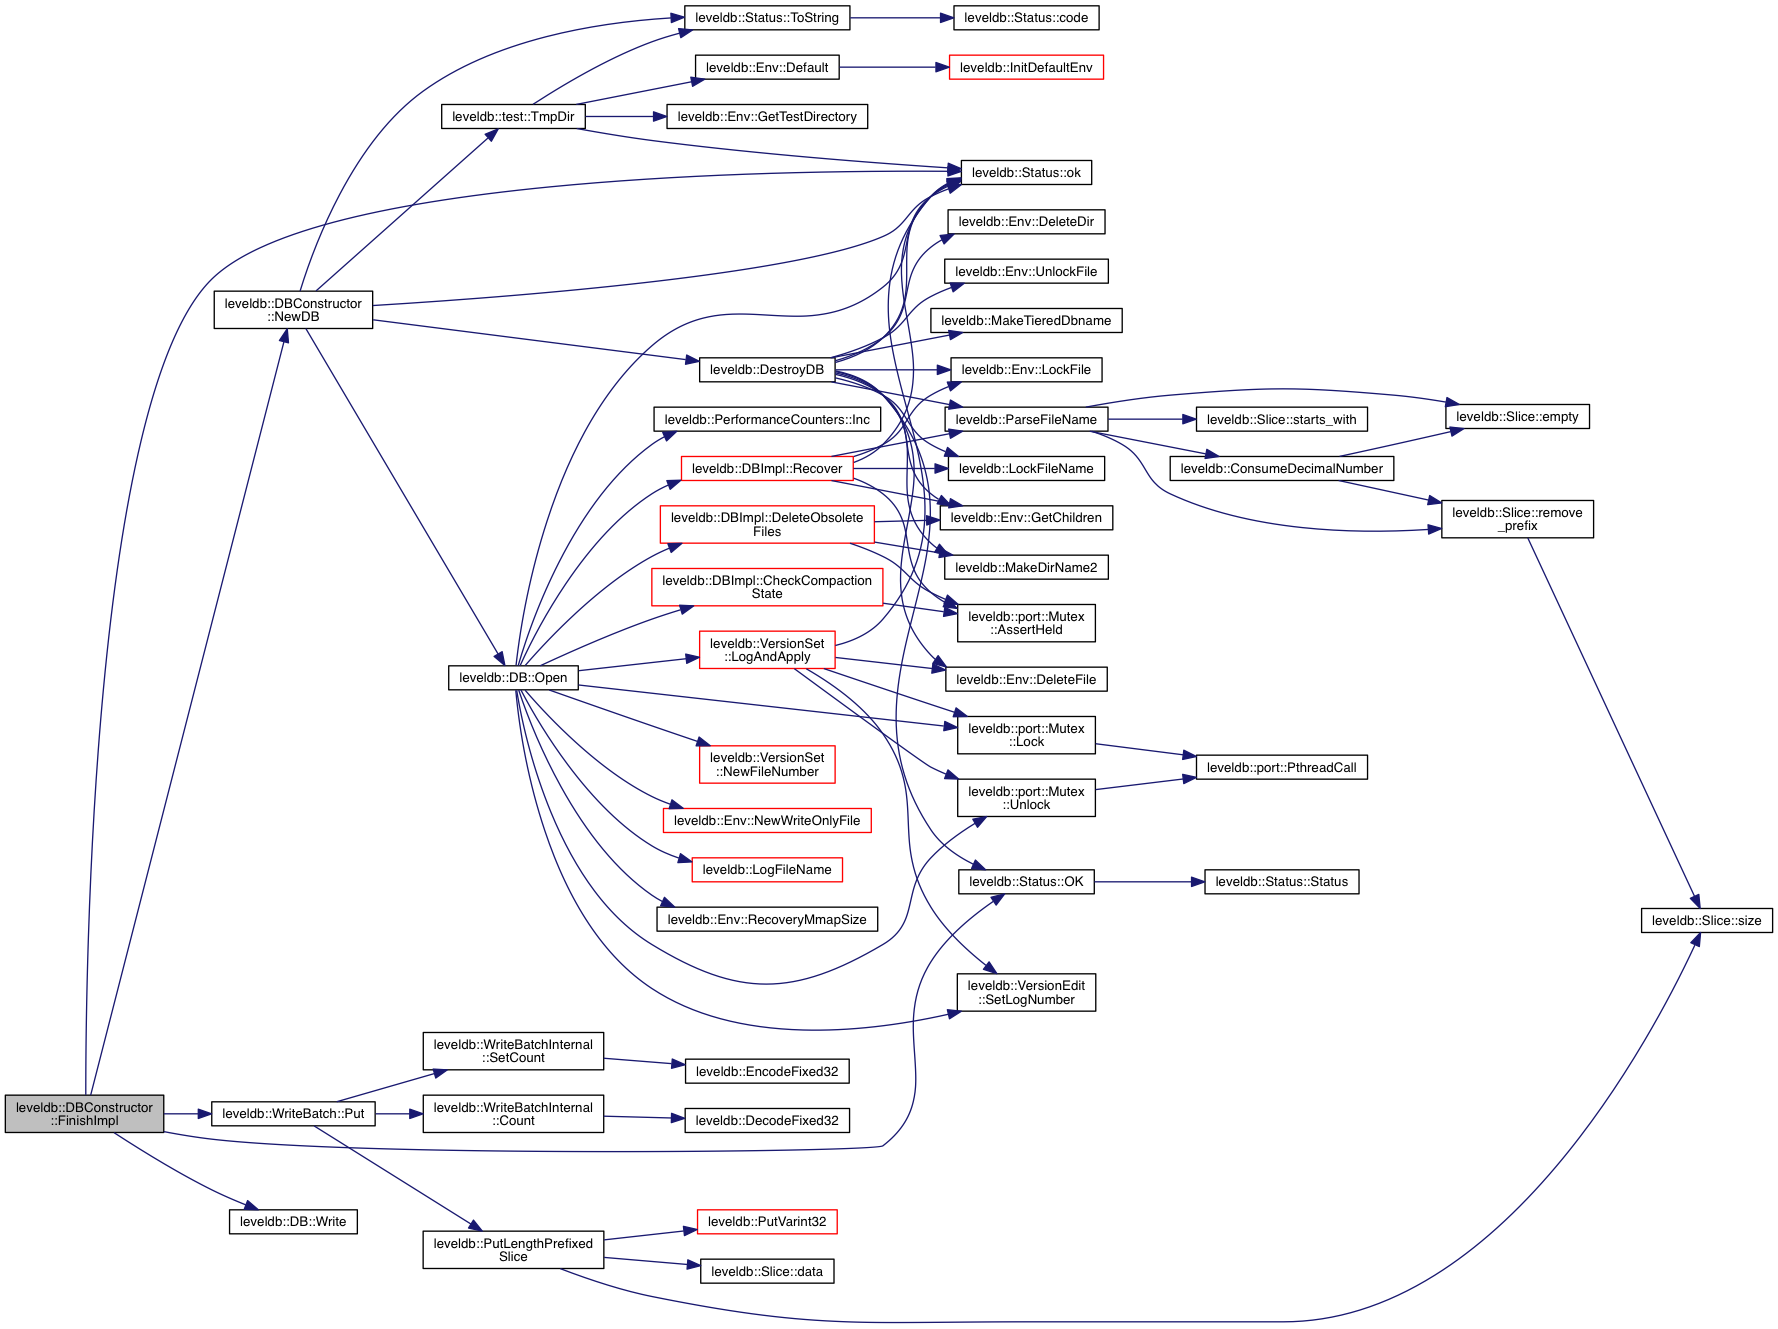 leveldb::Status::ToString
leveldb::Status::code
leveldb::Env::Default
leveldb::InitDefaultEnv
leveldb::test::TmpDir
leveldb::Env::GetTestDirectory
leveldb::Status::ok
leveldb::Env::DeleteDir
leveldb::Env::UnlockFile
leveldb::DBConstructor
::NewDB
leveldb::MakeTieredDbname
leveldb::DestroyDB
leveldb::Env::LockFile
leveldb::PerformanceCounters::Inc
leveldb::ParseFileName
leveldb::Slice::starts_with
leveldb::Slice::empty
leveldb::DBImpl::Recover
leveldb::LockFileName
leveldb::ConsumeDecimalNumber
leveldb::DBImpl::DeleteObsolete
Files
leveldb::Env::GetChildren
leveldb::Slice::remove
_prefix
leveldb::DBImpl::CheckCompaction
State
leveldb::MakeDirName2
leveldb::port::Mutex
::AssertHeld
leveldb::VersionSet
::LogAndApply
leveldb::DB::Open
leveldb::Env::DeleteFile
leveldb::port::Mutex
::Lock
leveldb::VersionSet
::NewFileNumber
leveldb::port::PthreadCall
leveldb::port::Mutex
::Unlock
leveldb::Env::NewWriteOnlyFile
leveldb::LogFileName
leveldb::Status::OK
leveldb::Status::Status
leveldb::Env::RecoveryMmapSize
leveldb::Slice::size
leveldb::VersionEdit
::SetLogNumber
leveldb::WriteBatchInternal
::SetCount
leveldb::EncodeFixed32
leveldb::DBConstructor
::FinishImpl
leveldb::WriteBatch::Put
leveldb::WriteBatchInternal
::Count
leveldb::DecodeFixed32
leveldb::DB::Write
leveldb::PutLengthPrefixed
Slice
leveldb::PutVarint32
leveldb::Slice::data